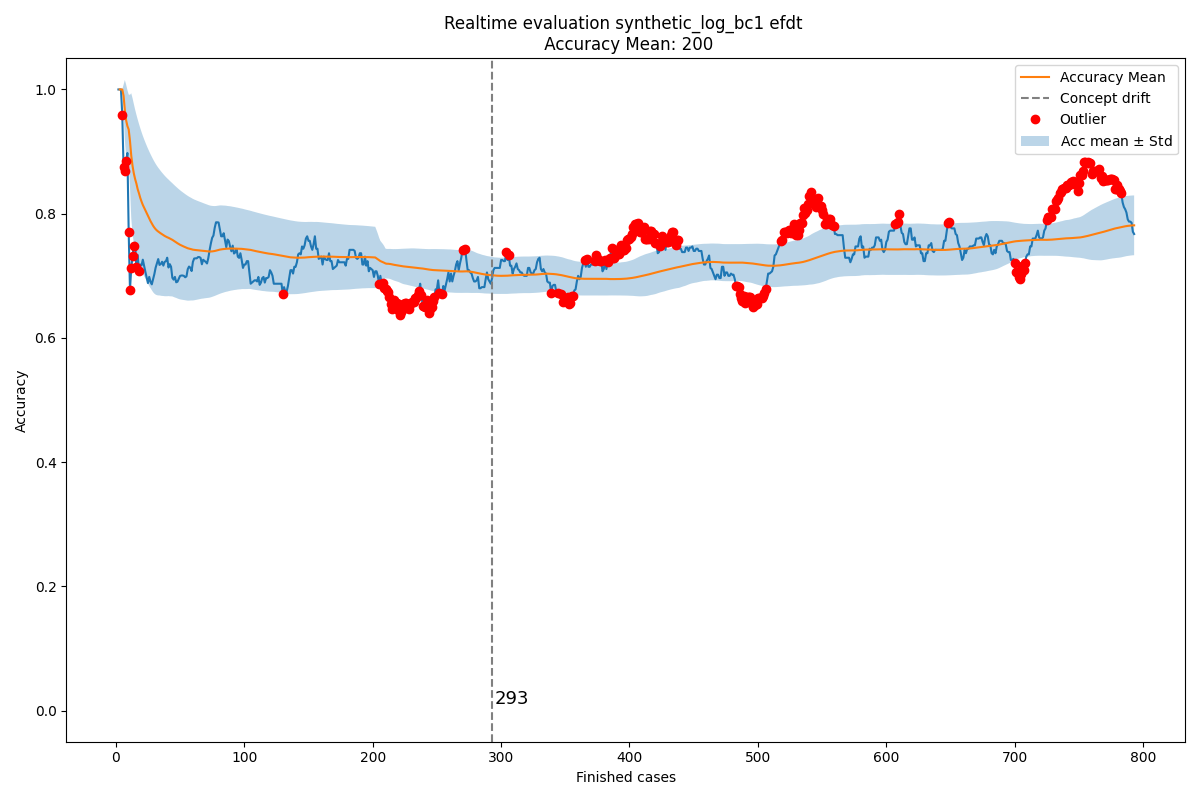 Realtime evaluation synthetic_log_bc1 efdt
Accuracy Mean: 200
Accuracy Mean
Concept drift
Outlier
Acc mean ± Std
1.0
0.8
0.6
0.4
0.2
0.0
Accuracy
293
0 100 200 300 400 500 600 700 800
Finished cases